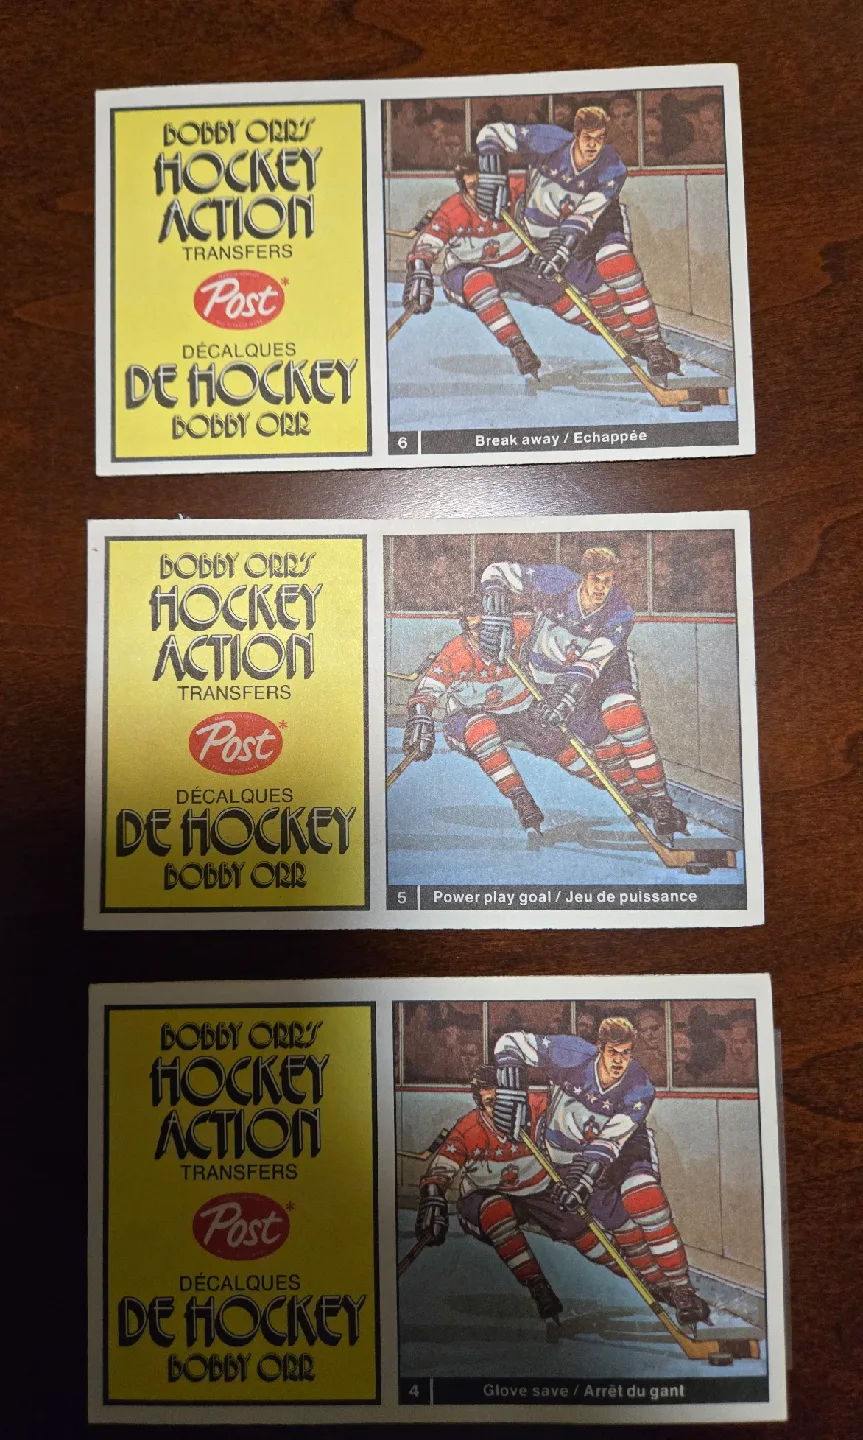 BOBBY ORR'S
HOCKEY
ACTION
TRANSFERS
Post*
DÉCALQUES
DE HOCKEY
BOBBY ORR
6 Break away / Echappée
BOBBY ORR'S
HOCKEY
ACTION
TRANSFERS
Post*
DÉCALQUES
DE HOCKEY
BOBBY ORR
5 Power play goal / Jeu de puissance
BOBBY ORR'S
HOCKEY
ACTION
TRANSFERS
Post*
DÉCALQUES
DE HOCKEY
BOBBY ORR
4 Glove save / Arrêt du gant